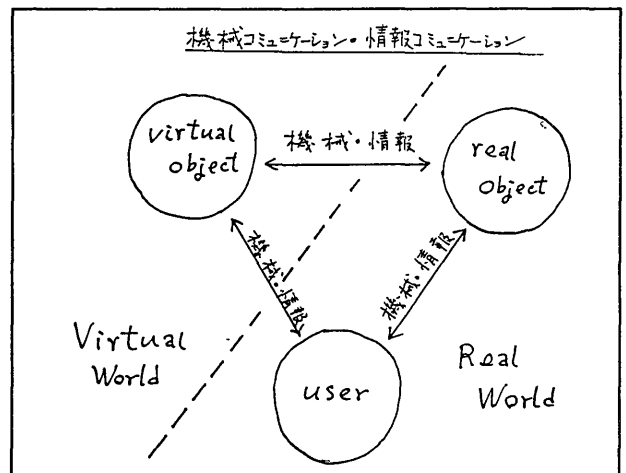 機械コミュニケーション・情報コミュニケーション
virtual
object
機械・情報
real
object
機械・情報
機械・情報
Virtual
World
user
Real
World